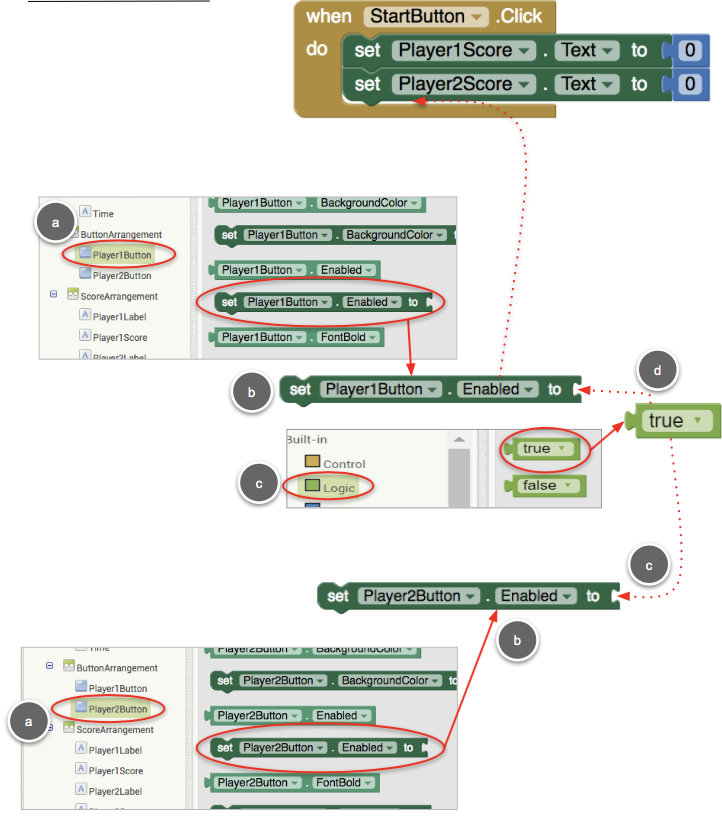 when StartButton .Click
do set Player1Score . Text to 0
set Player2Score . Text to 0
a
Time
ButtonArrangement
Player1Button
Player2Button
ScoreArrangement
Player1Label
Player1Score
Player2Label
Player1Button . BackgroundColor
set Player1Button . BackgroundColor
Player1Button . Enabled
set Player1Button . Enabled to
Player1Button . FontBold
b
set Player1Button . Enabled to
d
true
c
Built-in
Control
Logic
true
false
c
set Player2Button . Enabled to
b
a
Time
ButtonArrangement
Player1Button
Player2Button
ScoreArrangement
Player1Label
Player1Score
Player2Label
Player2Button . BackgroundColor
set Player2Button . BackgroundColor to
Player2Button . Enabled
set Player2Button . Enabled to
Player2Button . FontBold